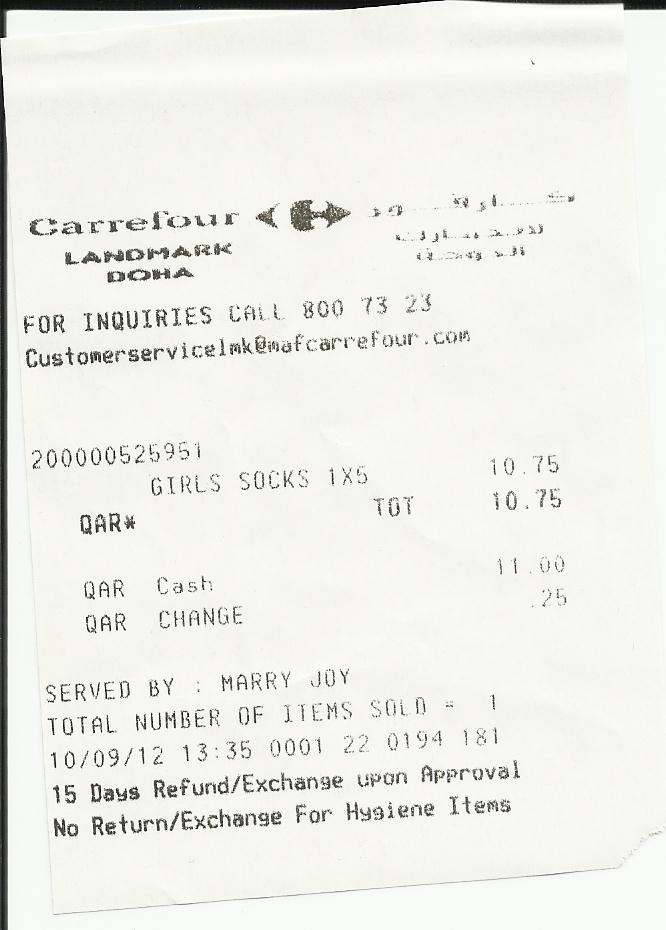 Carrefour
LANDMARK
DOHA
FOR INQUIRIES CALL 800 73 23
Customerservicelmk@mafcarrefour.com
200000525951
GIRLS SOCKS 1X5 10.75
QAR* TOT 10.75
QAR Cash 11.00
QAR CHANGE .25
SERVED BY : MARRY JOY
TOTAL NUMBER OF ITEMS SOLD = 1
10/09/12 13:35 0001 22 0194 181
15 Days Refund/Exchange upon Approval
No Return/Exchange For Hygiene Items